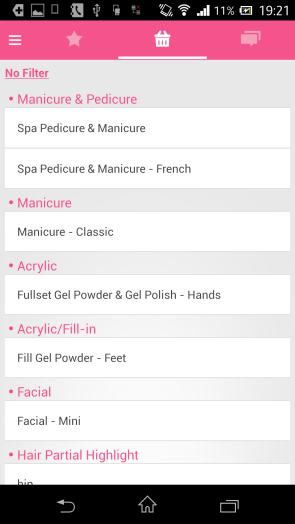 11% 19:21
No Filter
• Manicure & Pedicure
Spa Pedicure & Manicure
Spa Pedicure & Manicure - French
• Manicure
Manicure - Classic
• Acrylic
Fullset Gel Powder & Gel Polish - Hands
• Acrylic/Fill-in
Fill Gel Powder - Feet
• Facial
Facial - Mini
• Hair Partial Highlight